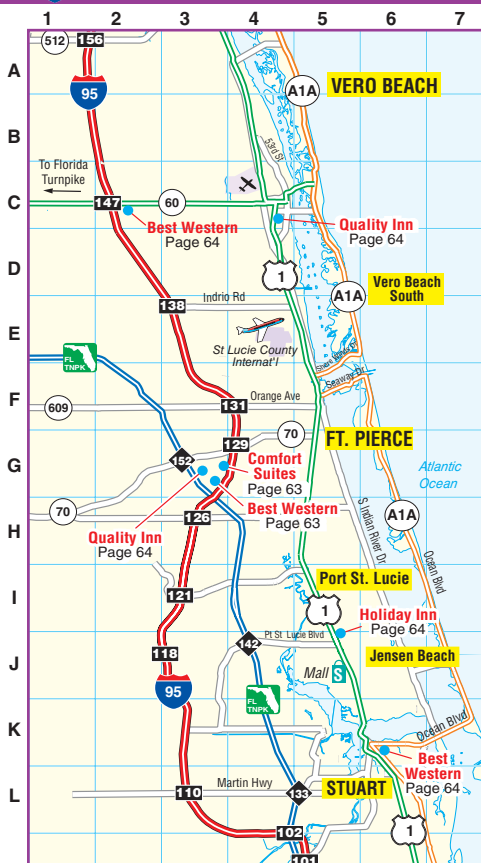 1 2 3 4 5 6 7
512
156
A
95
A1A
VERO BEACH
B
53rd St
To Florida
Turnpike
C
147
60
Best Western
Page 64
Quality Inn
Page 64
D
1
Vero Beach
South
A1A
138
Indrio Rd
E
FL
TNPK
St Lucie County
Internat'l
Seaway Dr
F
609
131
Orange Ave
129
70
FT. PIERCE
G
152
Comfort
Suites
Page 63
Atlantic
Ocean
Best Western
Page 63
70
H
126
Quality Inn
Page 64
S Indian River Dr
A1A
Ocean Blvd
I
121
Port St. Lucie
1
Holiday Inn
Page 64
J
118
142
Pt St Lucie Blvd
Jensen Beach
Mall
S
95
FL
TNPK
K
Ocean Blvd
Best
Western
Page 64
L
110
Martin Hwy
133
STUART
102
1
101